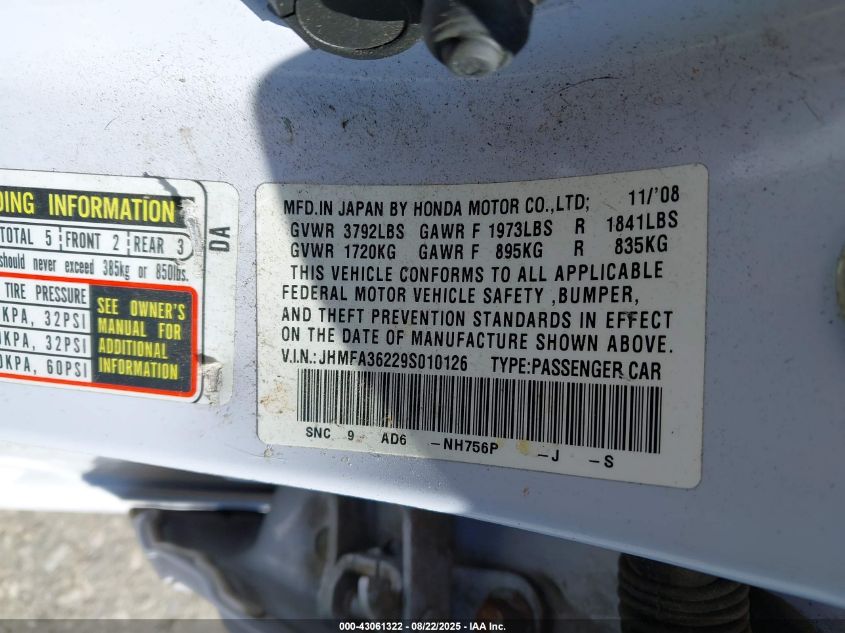 DING INFORMATION
TOTAL 5 FRONT 2 REAR 3
should never exceed 385kg or 850lbs.
TIRE PRESSURE
KPA, 32PSI
KPA, 32PSI
0KPA, 60PSI
SEE OWNER'S
MANUAL FOR
ADDITIONAL
INFORMATION
DA
MFD.IN JAPAN BY HONDA MOTOR CO.,LTD; 11/'08
GVWR 3792LBS GAWR F 1973LBS R 1841LBS
GVWR 1720KG GAWR F 895KG R 835KG
THIS VEHICLE CONFORMS TO ALL APPLICABLE
FEDERAL MOTOR VEHICLE SAFETY ,BUMPER,
AND THEFT PREVENTION STANDARDS IN EFFECT
ON THE DATE OF MANUFACTURE SHOWN ABOVE.
V.I.N.:JHMFA36229S010126 TYPE:PASSENGER CAR
SNC 9 AD6 -NH756P -J -S
000-43061322 - 08/22/2025 - IAA Inc.